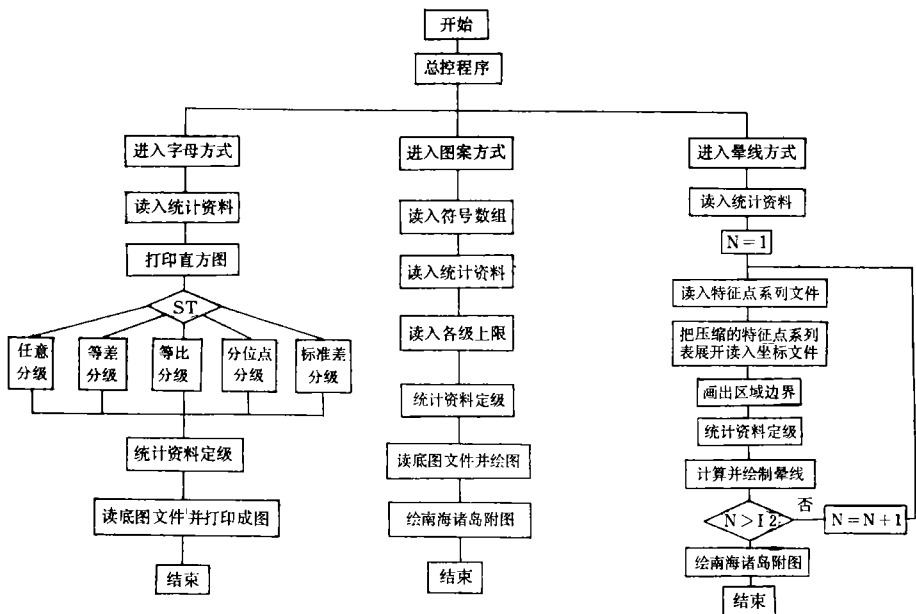 开始
总控程序
进入字母方式
读入统计资料
打印直方图
ST
任意
分级
等差
分级
等比
分级
分位点
分级
标准差
分级
统计资料定级
读底图文件并打印成图
结束
进入图案方式
读入符号数组
读入统计资料
读入各级上限
统计资料定级
读底图文件并绘图
绘南海诸岛附图
结束
进入晕线方式
读入统计资料
N=1
读入特征点系列文件
把压缩的特征点系列
表展开读入坐标文件
画出区域边界
统计资料定级
计算并绘制晕线
N>I2
否
N=N+1
绘南海诸岛附图
结束